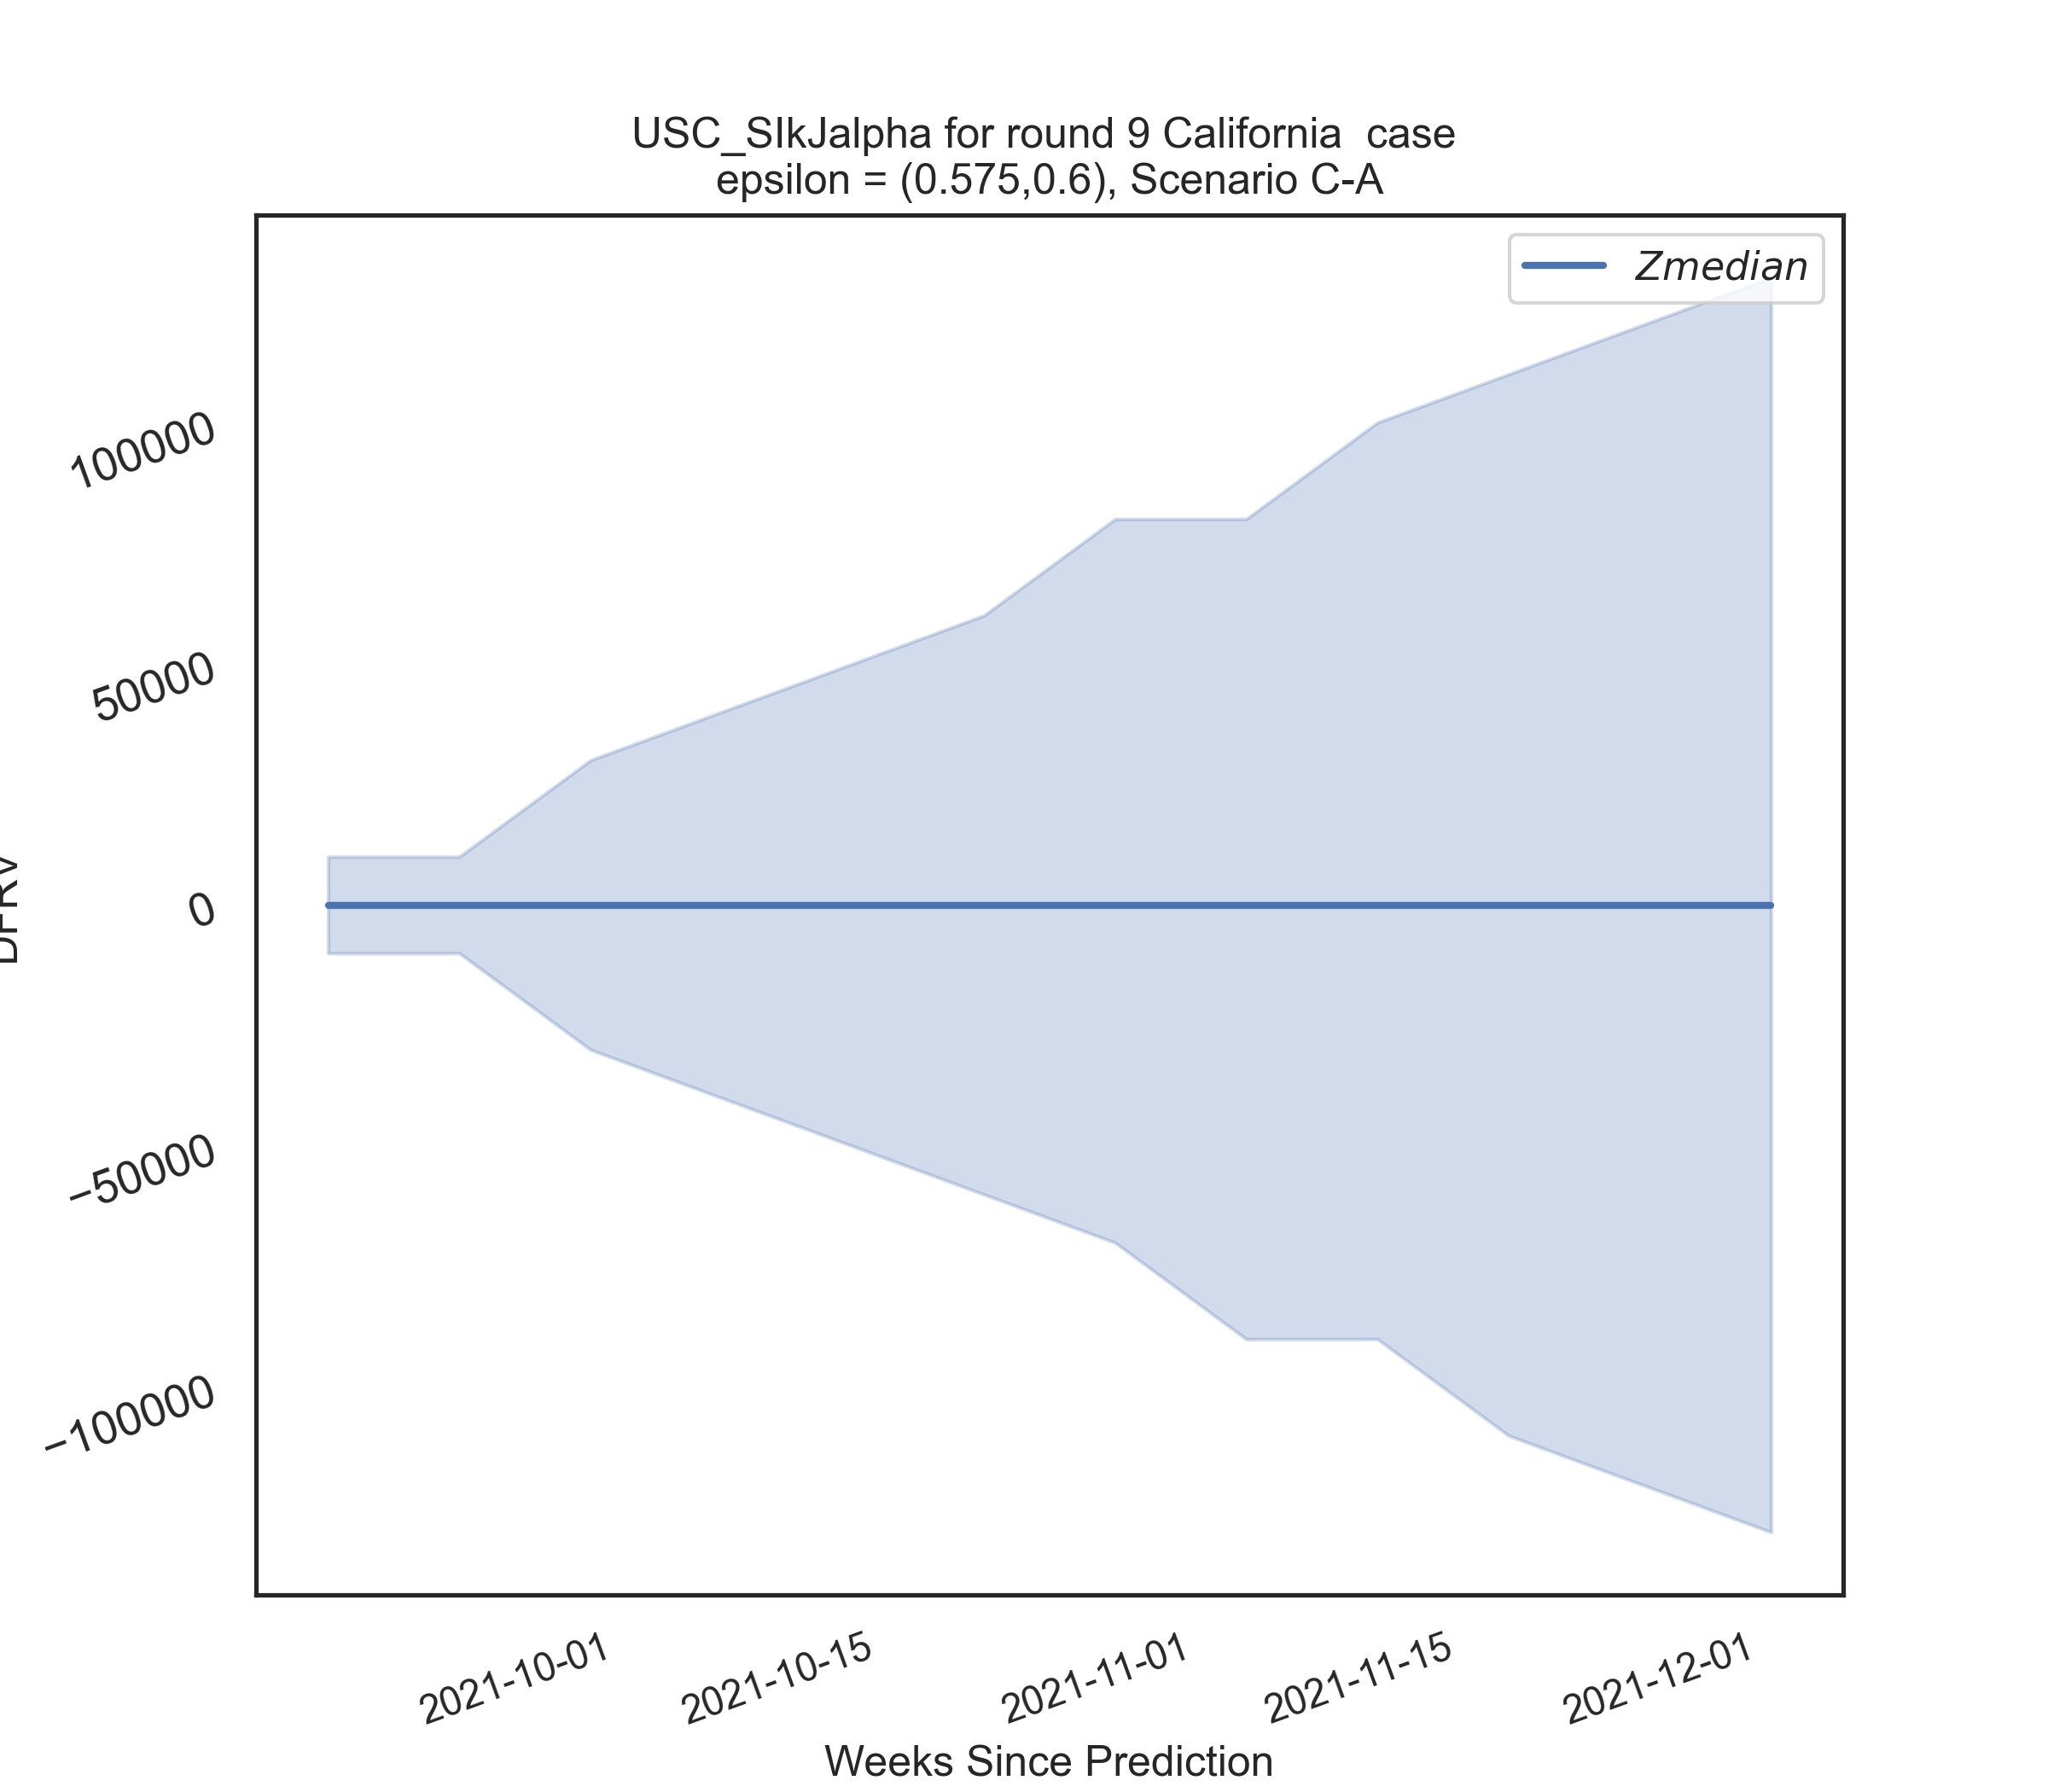 USC_SIkJalpha for round 9 California  case
epsilon = (0.575,0.6), Scenario C-A
Zmedian
100000
50000
0
−50000
−100000
2021-10-01
2021-10-15
2021-11-01
2021-11-15
2021-12-01
Weeks Since Prediction